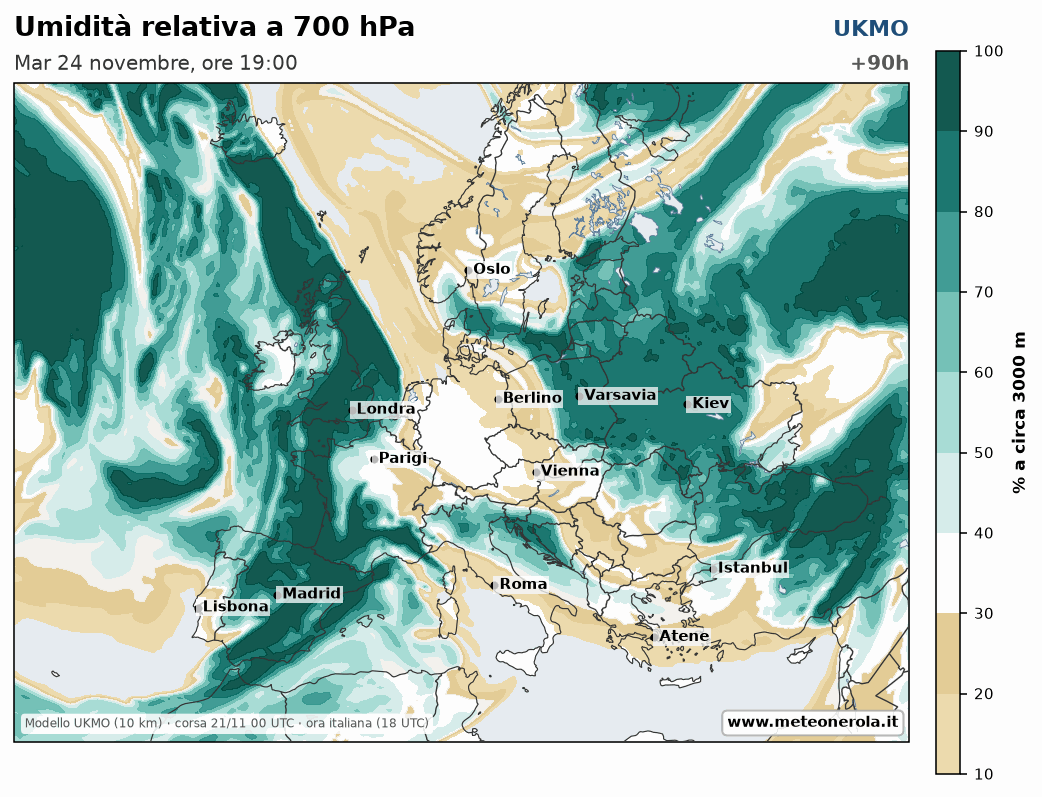 Umidità relativa a 700 hPa
UKMO
Mar 24 novembre, ore 19:00
+90h
100
90
80
70
60
50
40
30
20
10
% a circa 3000 m
Oslo
Londra
Berlino
Varsavia
Kiev
Parigi
Vienna
Madrid
Lisbona
Roma
Istanbul
Atene
Modello UKMO (10 km) · corsa 21/11 00 UTC · ora italiana (18 UTC)
www.meteonerola.it